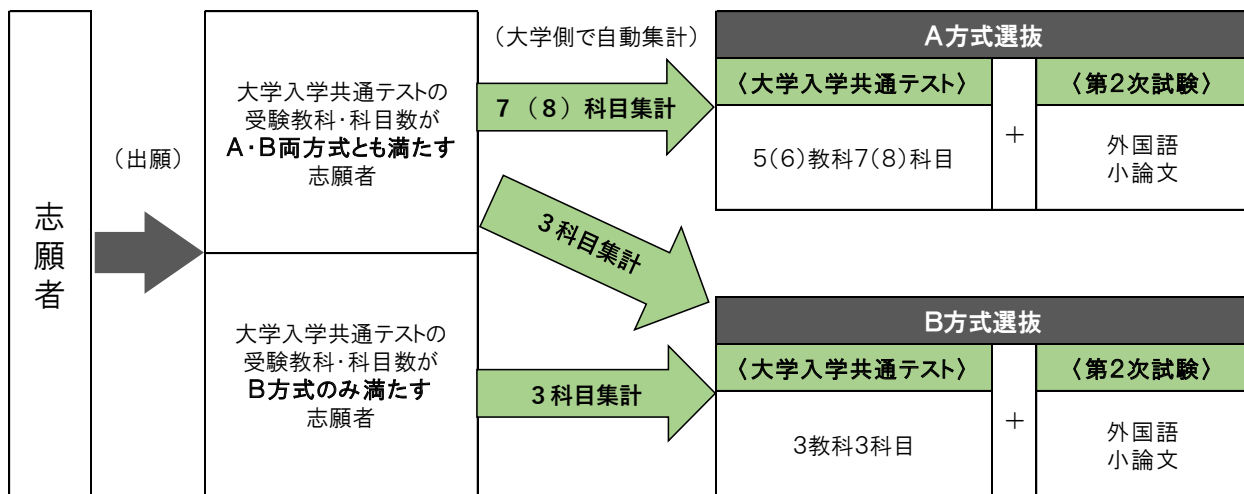 志願者
（出願）
大学入学共通テストの
受験教科・科目数が
A・B両方式とも満たす
志願者
大学入学共通テストの
受験教科・科目数が
B方式のみ満たす
志願者
（大学側で自動集計）
7（8）科目集計
3科目集計
3科目集計
A方式選抜
〈大学入学共通テスト〉
5(6)教科7(8)科目
＋
〈第2次試験〉
外国語
小論文
B方式選抜
〈大学入学共通テスト〉
3教科3科目
＋
〈第2次試験〉
外国語
小論文